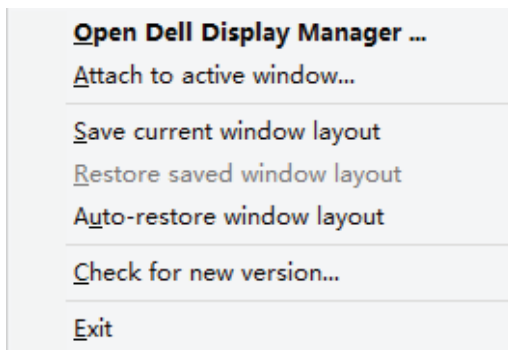 Open Dell Display Manager ...
Attach to active window...
Save current window layout
Restore saved window layout
Auto-restore window layout
Check for new version...
Exit